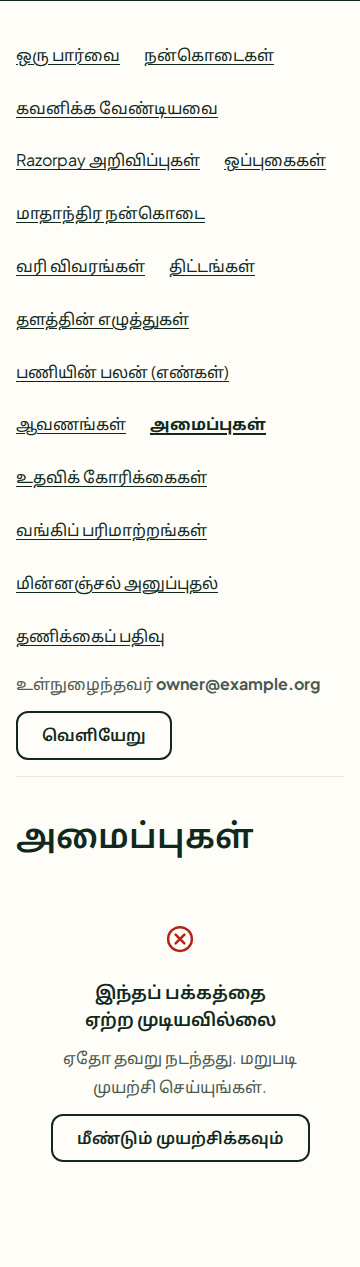 ஒரு பார்வை நன்கொடைகள்
கவனிக்க வேண்டியவை
Razorpay அறிவிப்புகள் ஒப்புகைகள்
மாதாந்திர நன்கொடை
வரி விவரங்கள் திட்டங்கள்
தளத்தின் எழுத்துகள்
பணியின் பலன் (எண்கள்)
ஆவணங்கள் அமைப்புகள்
உதவிக் கோரிக்கைகள்
வங்கிப் பரிமாற்றங்கள்
மின்னஞ்சல் அனுப்புதல்
தணிக்கைப் பதிவு
உள்நுழைந்தவர் owner@example.org
வெளியேறு
அமைப்புகள்
இந்தப் பக்கத்தை
ஏற்ற முடியவில்லை
ஏதோ தவறு நடந்தது. மறுபடி
முயற்சி செய்யுங்கள்.
மீண்டும் முயற்சிக்கவும்